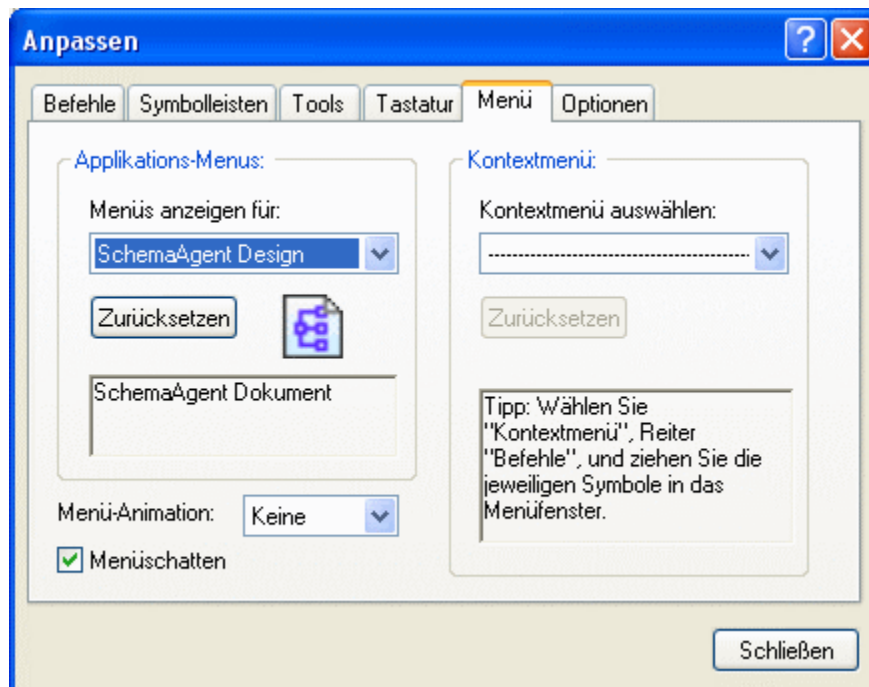 Anpassen
Befehle Symbolleisten Tools Tastatur Menü Optionen
Applikations-Menus:
Menüs anzeigen für:
SchemaAgent Design
Zurücksetzen
SchemaAgent Dokument
Menü-Animation: Keine
Menüschatten
Kontextmenü:
Kontextmenü auswählen:
Zurücksetzen
Tipp: Wählen Sie
"Kontextmenü", Reiter
"Befehle", und ziehen Sie die
jeweiligen Symbole in das
Menüfenster.
Schließen